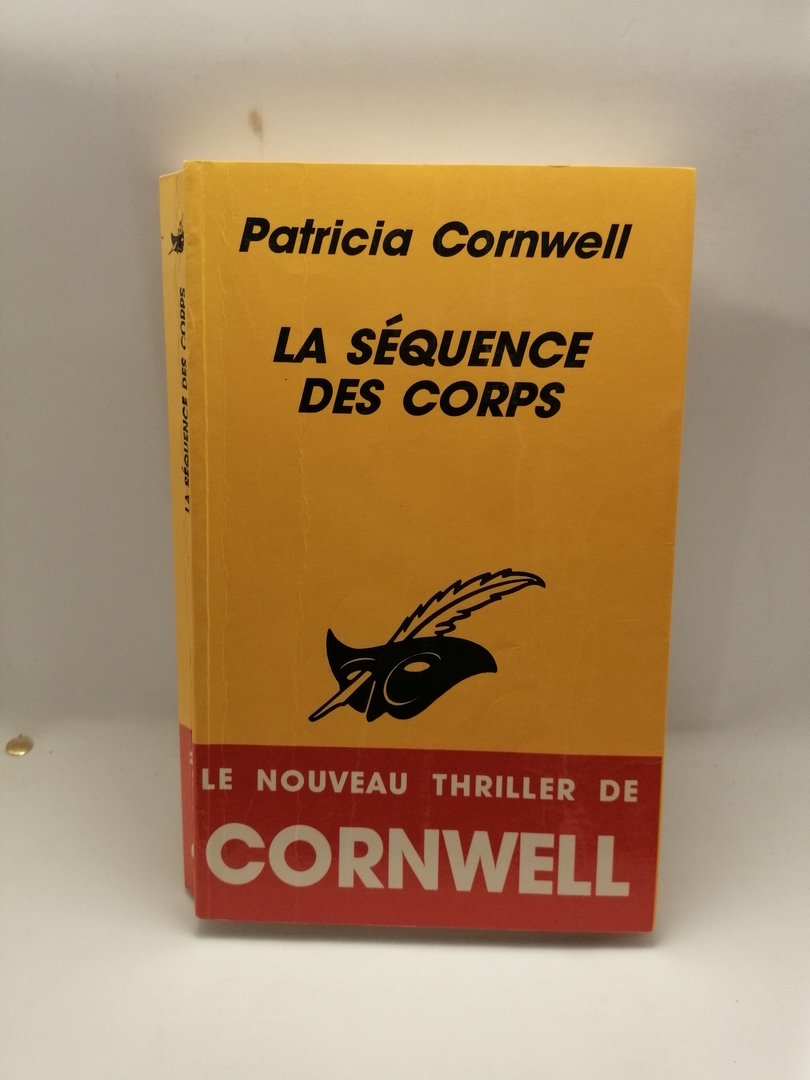 Patricia Cornwell
LA SÉQUENCE
DES CORPS
LE NOUVEAU THRILLER DE
CORNWELL
LA SÉQUENCE DES CORPS